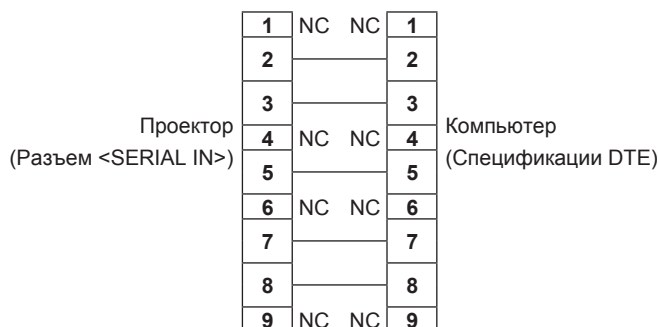 1 NC NC 1
2 2
3 3
Проектор
(Разъем <SERIAL IN>)
4 NC NC 4
Компьютер
(Спецификации DTE)
5 5
6 NC NC 6
7 7
8 8
9 NC NC 9